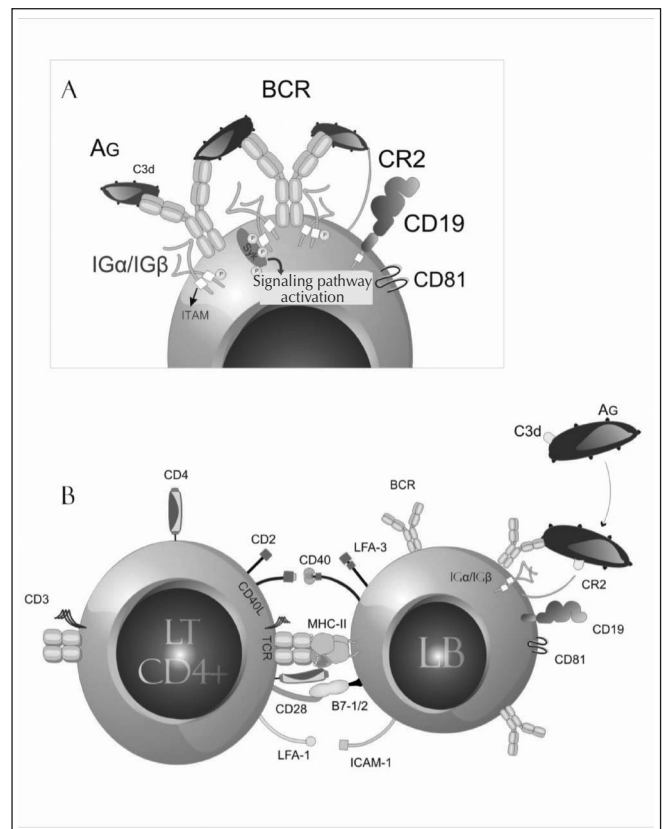 A
BCR
AG
C3d
CR2
CD19
IGα/IGβ
P
P
P
P
Syk
P
Signaling pathway
activation
CD81
ITAM
AG
C3d
B
CD4
BCR
CD2
LFA-3
CD40
IGα/IGβ
CR2
CD3
CD40L
CD19
MHC-II
LT
CD4+
TCR
LB
CD81
CD28
B7-1/2
LFA-1
ICAM-1